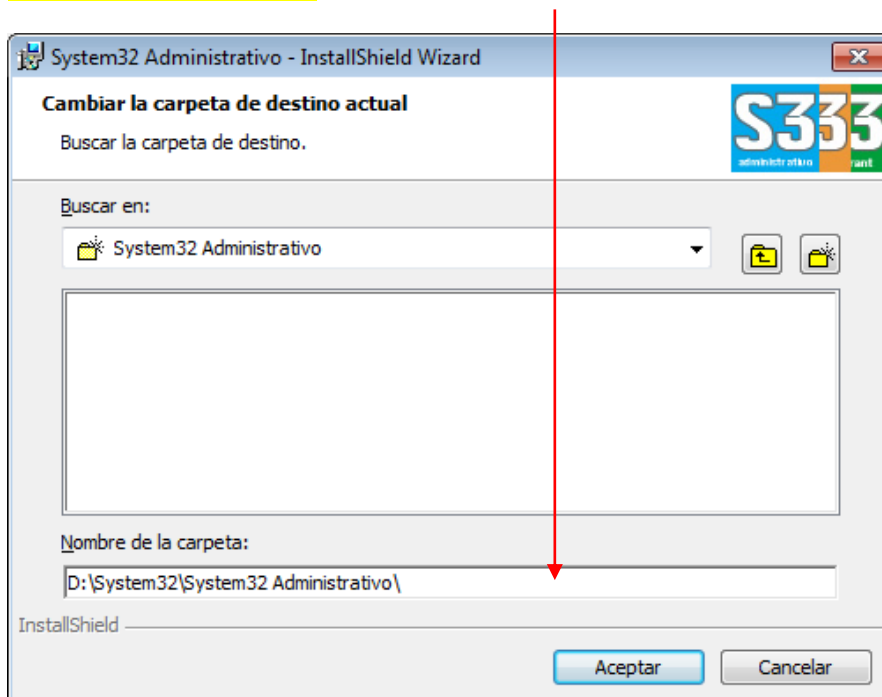 System32 Administrativo - InstallShield Wizard
Cambiar la carpeta de destino actual
Buscar la carpeta de destino.
S333
administrativo
rant
Buscar en:
System32 Administrativo
Nombre de la carpeta:
D:\System32\System32 Administrativo\
InstallShield
Aceptar
Cancelar